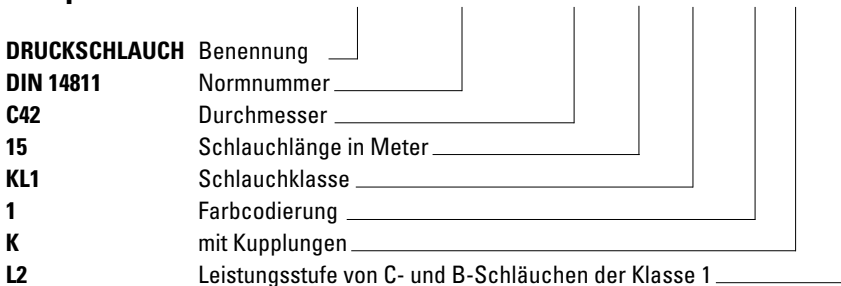 DRUCKSCHLAUCH Benennung
DIN 14811 Normnummer
C42 Durchmesser
15 Schlauchlänge in Meter
KL1 Schlauchklasse
1 Farbcodierung
K mit Kupplungen
L2 Leistungsstufe von C- und B-Schläuchen der Klasse 1